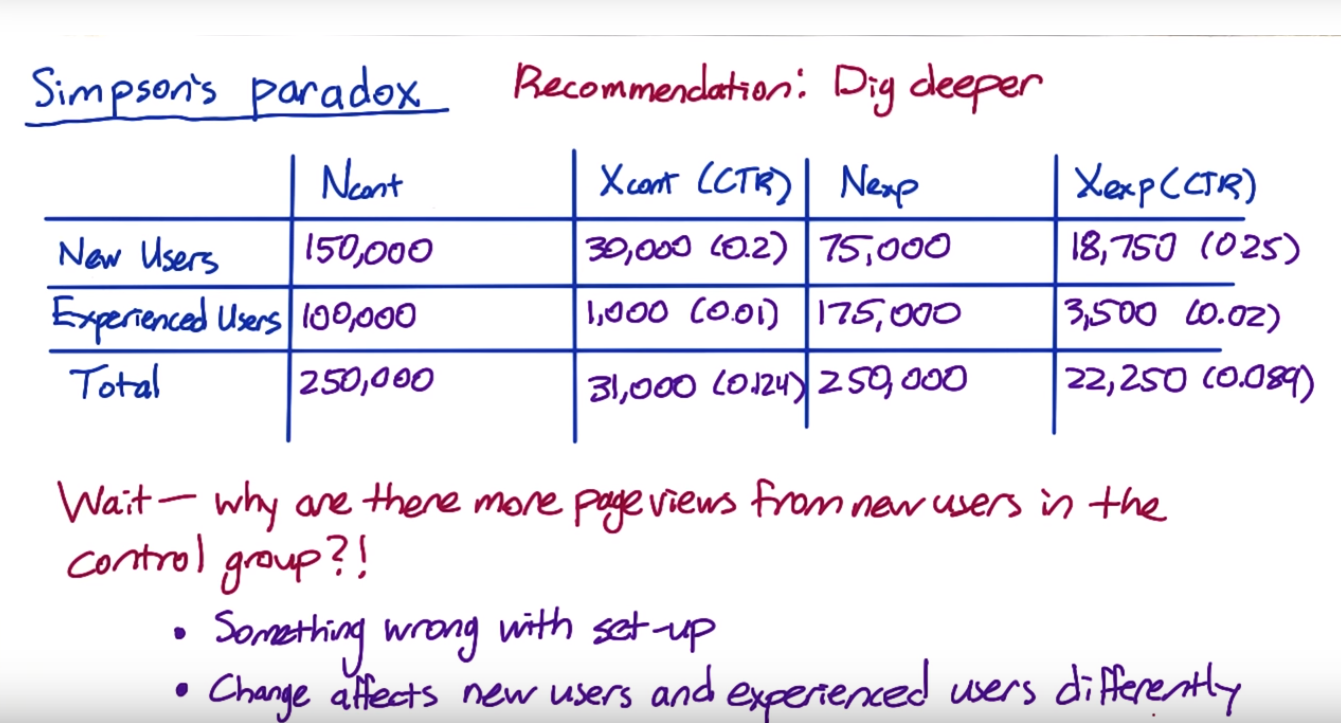 Simpson's paradox Recommendation: Dig deeper
Ncont Xcont (CTR) Nexp Xexp (CTR)
New Users 150,000 30,000 (0.2) 75,000 18,750 (025)
Experienced Users 100,000 1,000 (0.01) 175,000 3,500 (0.02)
Total 250,000 31,000 (0.124) 250,000 22,250 (0.089)
Wait - why are there more page views from new users in the
control group?!
• Something wrong with set-up
• Change affects new users and experienced users differently